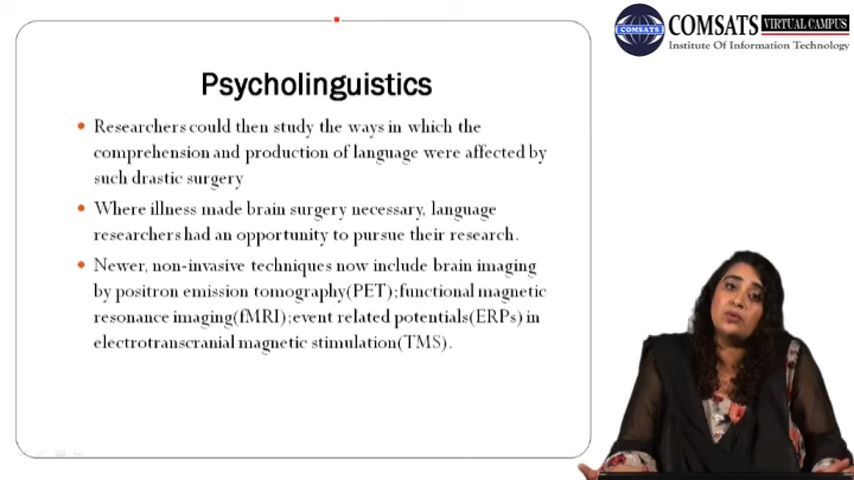 COMSATS VIRTUAL CAMPUS
COMSATS
Institute Of Information Technology
Psycholinguistics
Researchers could then study the ways in which the
comprehension and production of language were affected by
such drastic surgery
Where illness made brain surgery necessary, language
researchers had an opportunity to pursue their research.
Newer, non-invasive techniques now include brain imaging
by positron emission tomography(PET);functional magnetic
resonance imaging(fMRI);event related potentials(ERPs) in
electrotranscranial magnetic stimulation(TMS).